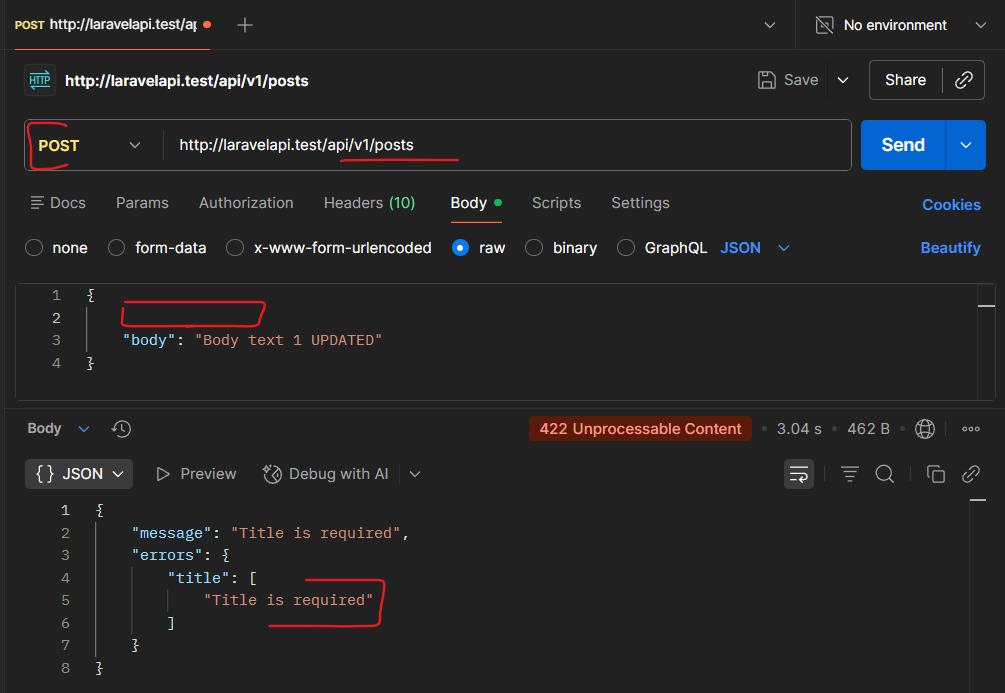 POST http://laravelapi.test/ap
No environment
HTTP http://laravelapi.test/api/v1/posts
Save
Share
POST http://laravelapi.test/api/v1/posts
Send
Docs Params Authorization Headers (10) Body Scripts Settings Cookies
none form-data x-www-form-urlencoded raw binary GraphQL JSON Beautify
1 {
2
3 "body": "Body text 1 UPDATED"
4 }
Body 422 Unprocessable Content • 3.04 s • 462 B
{} JSON Preview Debug with AI
1 {
2 "message": "Title is required",
3 "errors": {
4 "title": [
5 "Title is required"
6 ]
7 }
8 }